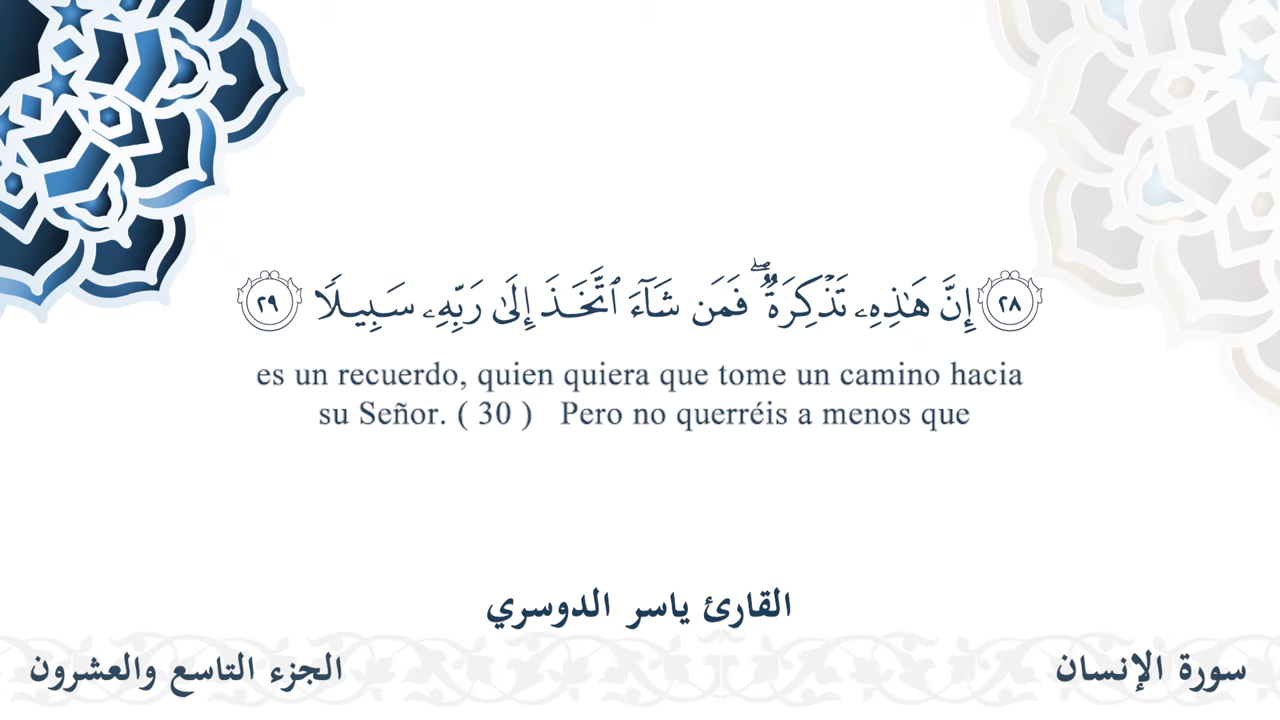 ٢٨ إِنَّ هَـٰذِهِۦ تَذْكِرَةٌۖ فَمَن شَآءَ ٱتَّخَذَ إِلَىٰ رَبِّهِۦ سَبِيلًا ٢٩
es un recuerdo, quien quiera que tome un camino hacia
su Señor. ( 30 ) Pero no querréis a menos que
القارئ ياسر الدوسري
سورة الإنسان
الجزء التاسع والعشرون